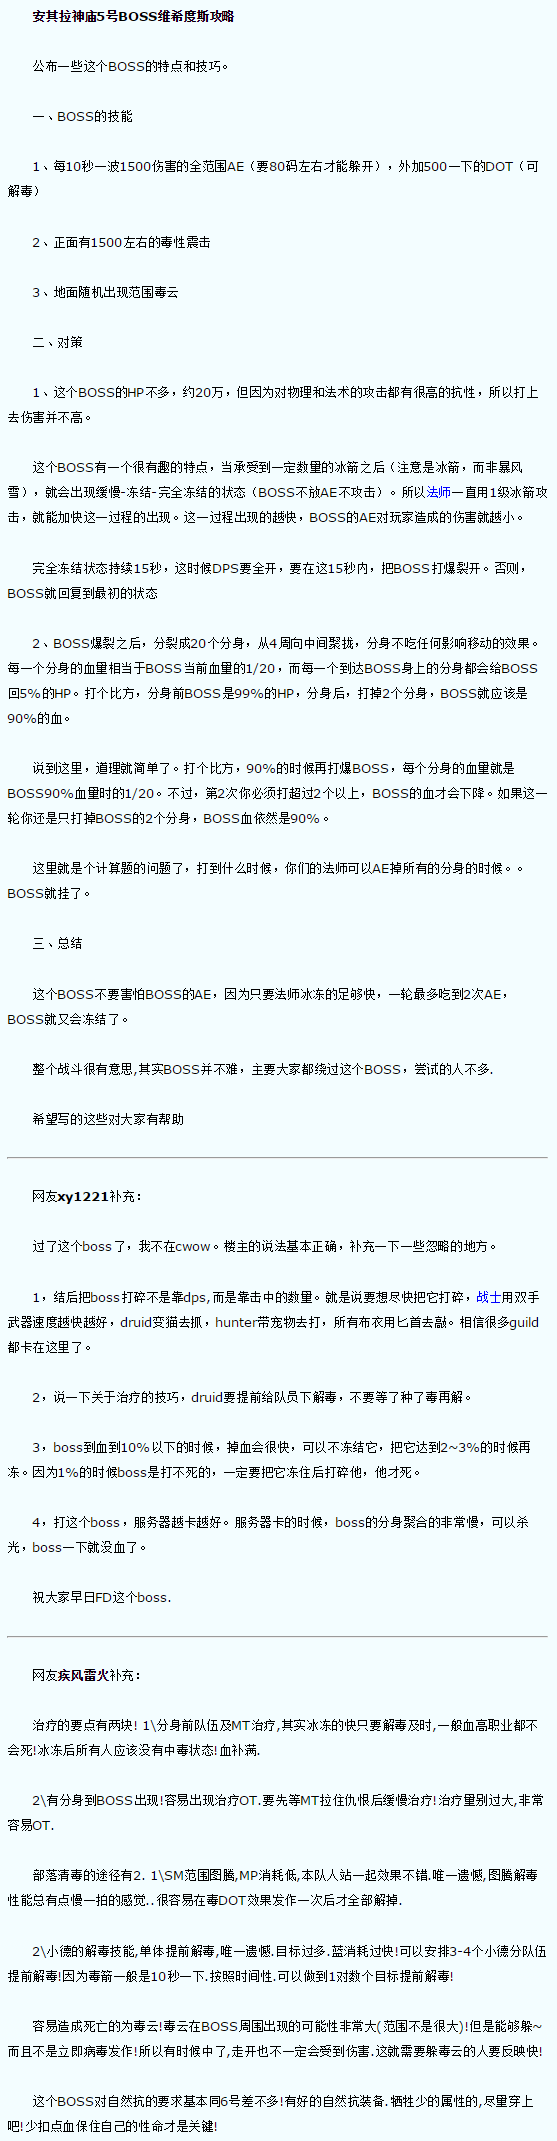 安其拉神庙5号BOSS维希度斯攻略
公布一些这个BOSS的特点和技巧。
一、BOSS的技能
1、每10秒一波1500伤害的全范围AE（要80码左右才能躲开），外加500一下的DOT（可
解毒）
2、正面有1500左右的毒性震击
3、地面随机出现范围毒云
二、对策
1、这个BOSS的HP不多，约20万，但因为对物理和法术的攻击都有很高的抗性，所以打上
去伤害并不高。
这个BOSS有一个很有趣的特点，当承受到一定数量的冰箭之后（注意是冰箭，而非暴风
雪），就会出现缓慢-冻结-完全冻结的状态（BOSS不放AE不攻击）。所以法师一直用1级冰箭攻
击，就能加快这一过程的出现。这一过程出现的越快，BOSS的AE对玩家造成的伤害就越小。
完全冻结状态持续15秒，这时候DPS要全开，要在这15秒内，把BOSS打爆裂开。否则，
BOSS就回复到最初的状态
2、BOSS爆裂之后，分裂成20个分身，从4周向中间聚拢，分身不吃任何影响移动的效果。
每一个分身的血量相当于BOSS当前血量的1/20，而每一个到达BOSS身上的分身都会给BOSS
回5%的HP。打个比方，分身前BOSS是99%的HP，分身后，打掉2个分身，BOSS就应该是
90%的血。
说到这里，道理就简单了。打个比方，90%的时候再打爆BOSS，每个分身的血量就是
BOSS90%血量时的1/20。不过，第2次你必须打超过2个以上，BOSS的血才会下降。如果这一
轮你还是只打掉BOSS的2个分身，BOSS血依然是90%。
这里就是个计算题的问题了，打到什么时候，你们的法师可以AE掉所有的分身的时候。。
BOSS就挂了。
三、总结
这个BOSS不要害怕BOSS的AE，因为只要法师冰冻的足够快，一轮最多吃到2次AE，
BOSS就又会冻结了。
整个战斗很有意思,其实BOSS并不难，主要大家都绕过这个BOSS，尝试的人不多.
希望写的这些对大家有帮助
网友xy1221补充：
过了这个boss了，我不在cwow。楼主的说法基本正确，补充一下一些忽略的地方。
1，结后把boss打碎不是靠dps,而是靠击中的数量。就是说要想尽快把它打碎，战士用双手
武器速度越快越好，druid变猫去抓，hunter带宠物去打，所有布衣用匕首去敲。相信很多guild
都卡在这里了。
2，说一下关于治疗的技巧，druid要提前给队员下解毒，不要等了种了毒再解。
3，boss到血到10%以下的时候，掉血会很快，可以不冻结它，把它达到2~3%的时候再
冻。因为1%的时候boss是打不死的，一定要把它冻住后打碎他，他才死。
4，打这个boss，服务器越卡越好。服务器卡的时候，boss的分身聚合的非常慢，可以杀
光，boss一下就没血了。
祝大家早日FD这个boss.
网友疾风雷火补充：
治疗的要点有两块! 1\分身前队伍及MT治疗,其实冰冻的快只要解毒及时,一般血高职业都不
会死!冰冻后所有人应该没有中毒状态!血补满.
2\有分身到BOSS出现!容易出现治疗OT.要先等MT拉住仇恨后缓慢治疗!治疗量别过大,非常
容易OT.
部落清毒的途径有2. 1\SM范围图腾,MP消耗低,本队人站一起效果不错.唯一遗憾,图腾解毒
性能总有点慢一拍的感觉..很容易在毒DOT效果发作一次后才全部解掉.
2\小德的解毒技能,单体提前解毒,唯一遗憾.目标过多.蓝消耗过快!可以安排3-4个小德分队伍
提前解毒!因为毒箭一般是10秒一下.按照时间性.可以做到1对数个目标提前解毒!
容易造成死亡的为毒云!毒云在BOSS周围出现的可能性非常大(范围不是很大)!但是能够躲~
而且不是立即病毒发作!所以有时候中了,走开也不一定会受到伤害.这就需要躲毒云的人要反映快!
这个BOSS对自然抗的要求基本同6号差不多!有好的自然抗装备.牺牲少的属性的,尽量穿上
吧!少扣点血保住自己的性命才是关键!